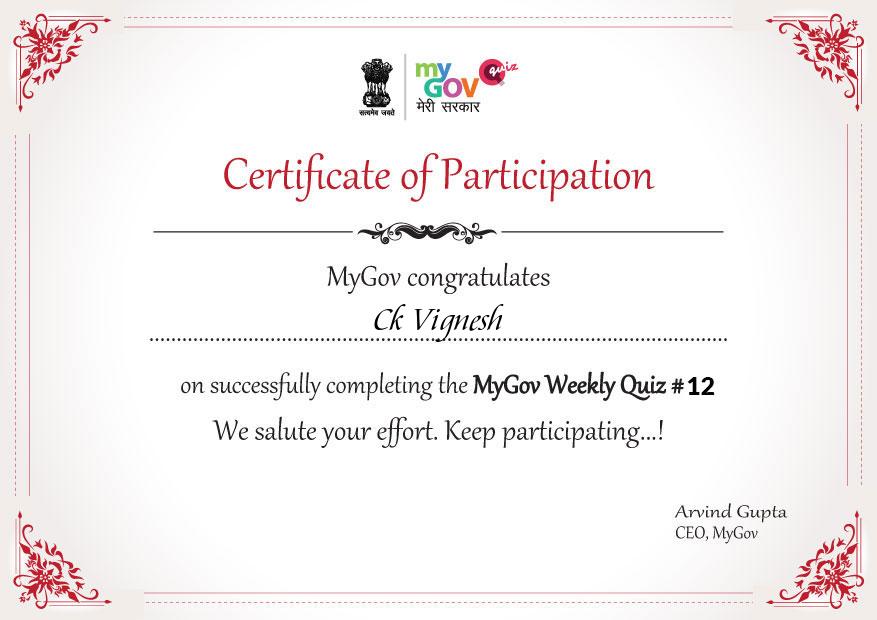 सत्यमेव जयते
my GOV quiz
मेरी सरकार
Certificate of Participation
MyGov congratulates
Ck Vignesh
on successfully completing the MyGov Weekly Quiz #12
We salute your effort. Keep participating...!
Arvind Gupta
CEO, MyGov